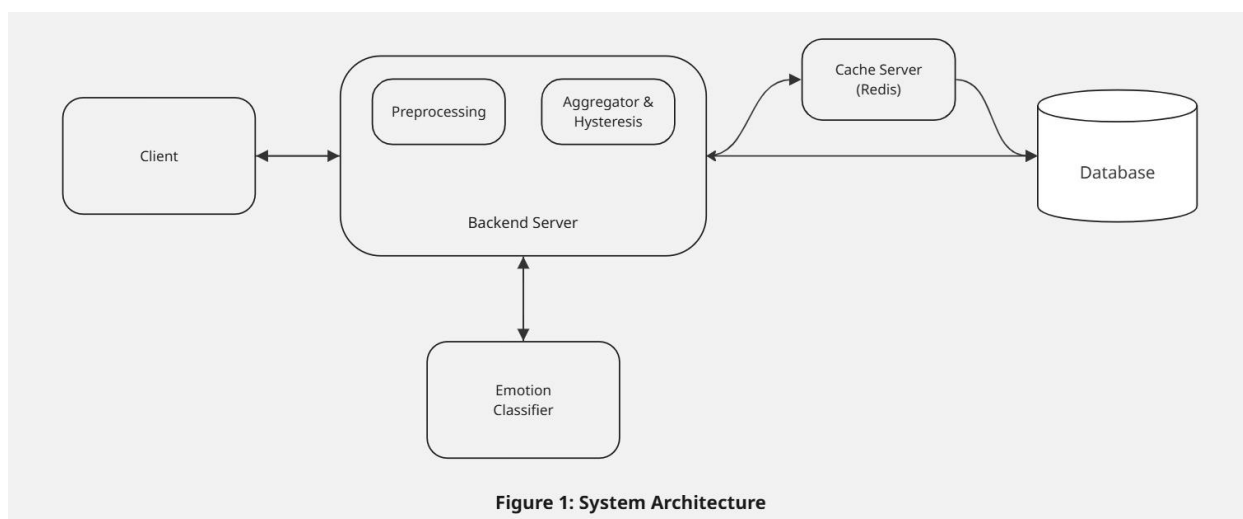 Client
Preprocessing
Aggregator &
Hysteresis
Backend Server
Cache Server
(Redis)
Database
Emotion
Classifier
Figure 1: System Architecture